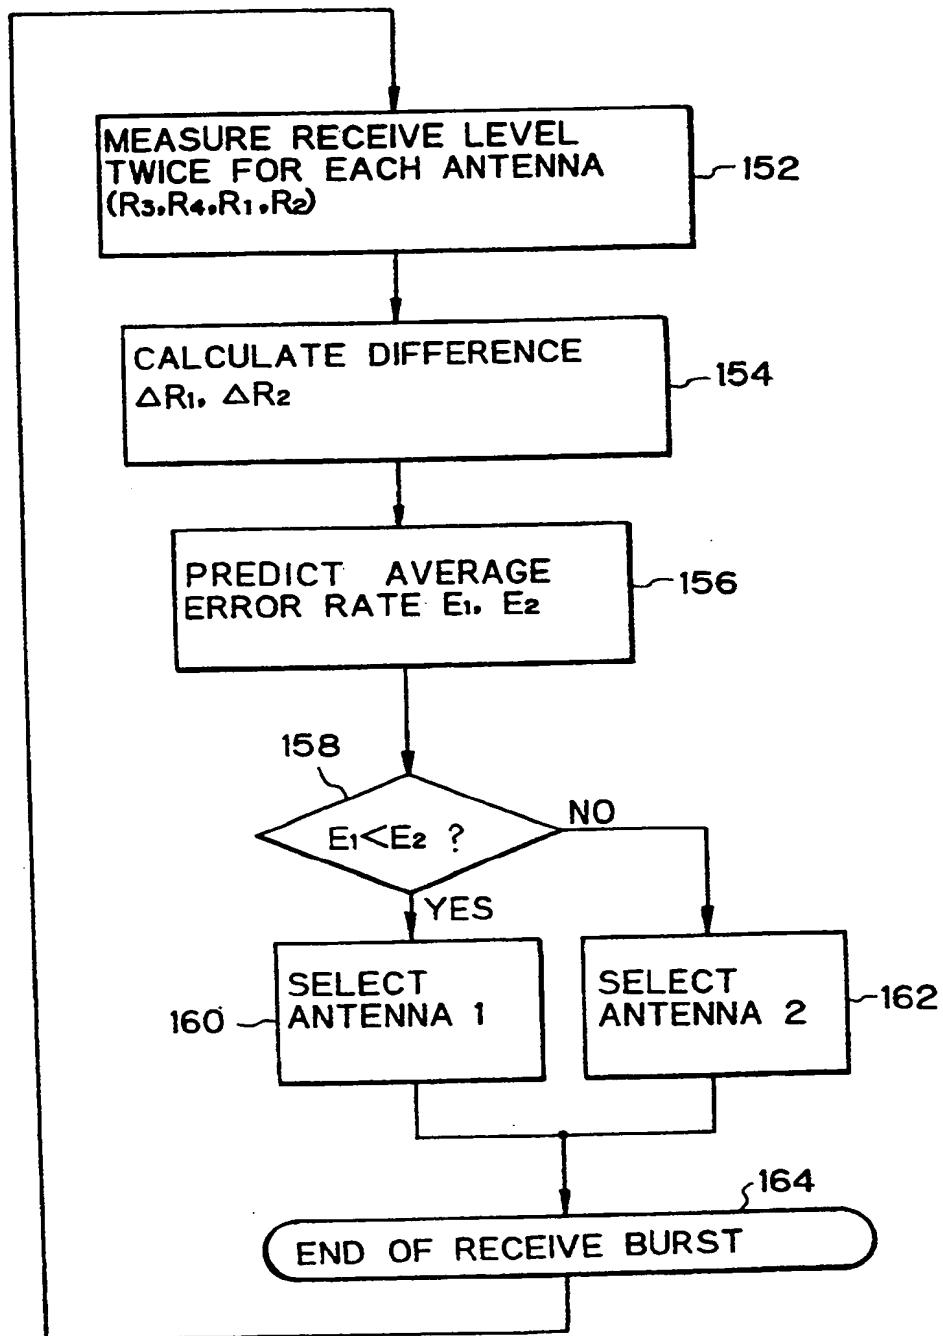 MEASURE RECEIVE LEVEL
TWICE FOR EACH ANTENNA
(R3,R4,R1,R2)
152
CALCULATE DIFFERENCE
△R1, △R2
154
PREDICT AVERAGE
ERROR RATE E1, E2
156
158
E1<E2 ?
NO
YES
SELECT
ANTENNA 1
160
SELECT
ANTENNA 2
162
164
END OF RECEIVE BURST